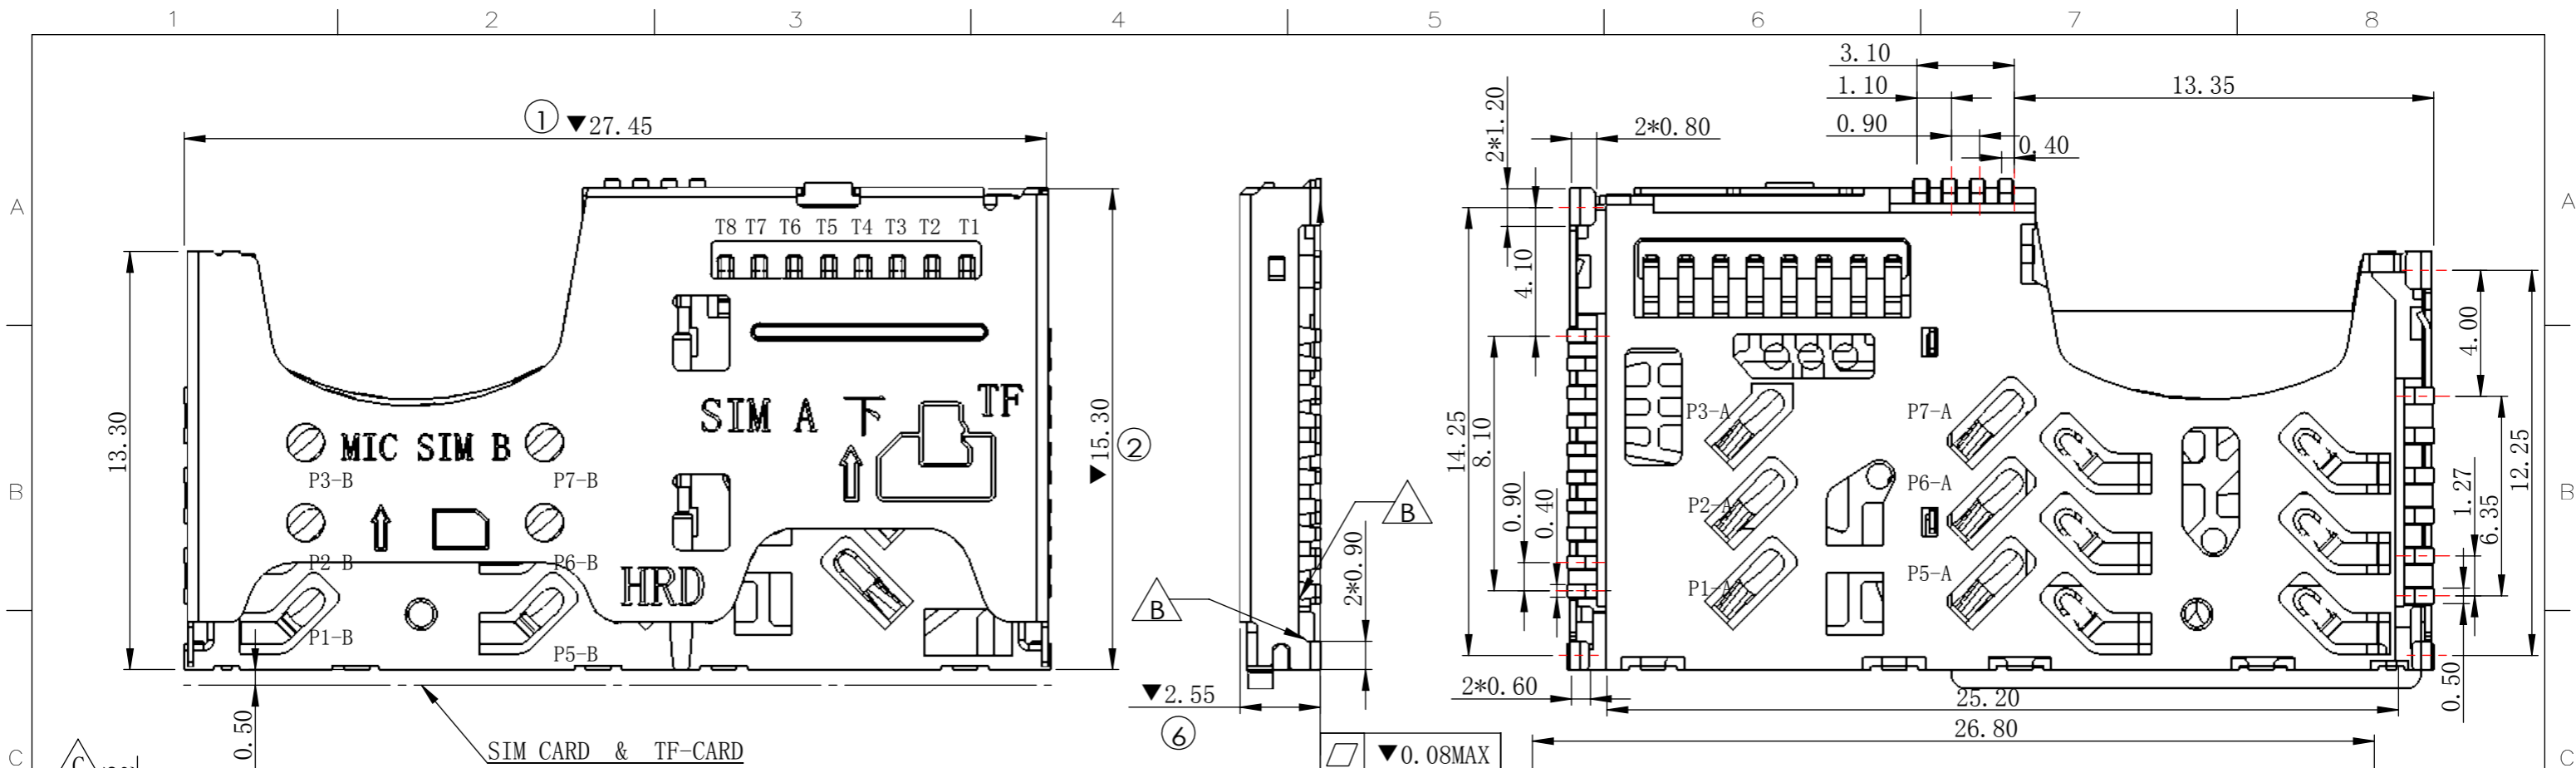 1 2 3 4 5 6 7 8
A
B
C
① ▼27.45
T8 T7 T6 T5 T4 T3 T2 T1
13.30
▼15.30 ②
SIM A 下 TF
MIC SIM B
P3-B P7-B
P2-B P6-B
HRD
P1-B P5-B
0.50
SIM CARD & TF-CARD
C
B
B
2*0.90
▼2.55
⑥
▼0.08MAX
3.10
1.10
13.35
0.90
0.40
2*1.20
2*0.80
4.10
14.25
8.10
0.90
0.40
P3-A P7-A
P2-A P6-A
P1-A P5-A
4.00
12.25
1.27
6.35
0.50
2*0.60
25.20
26.80
A
B
C